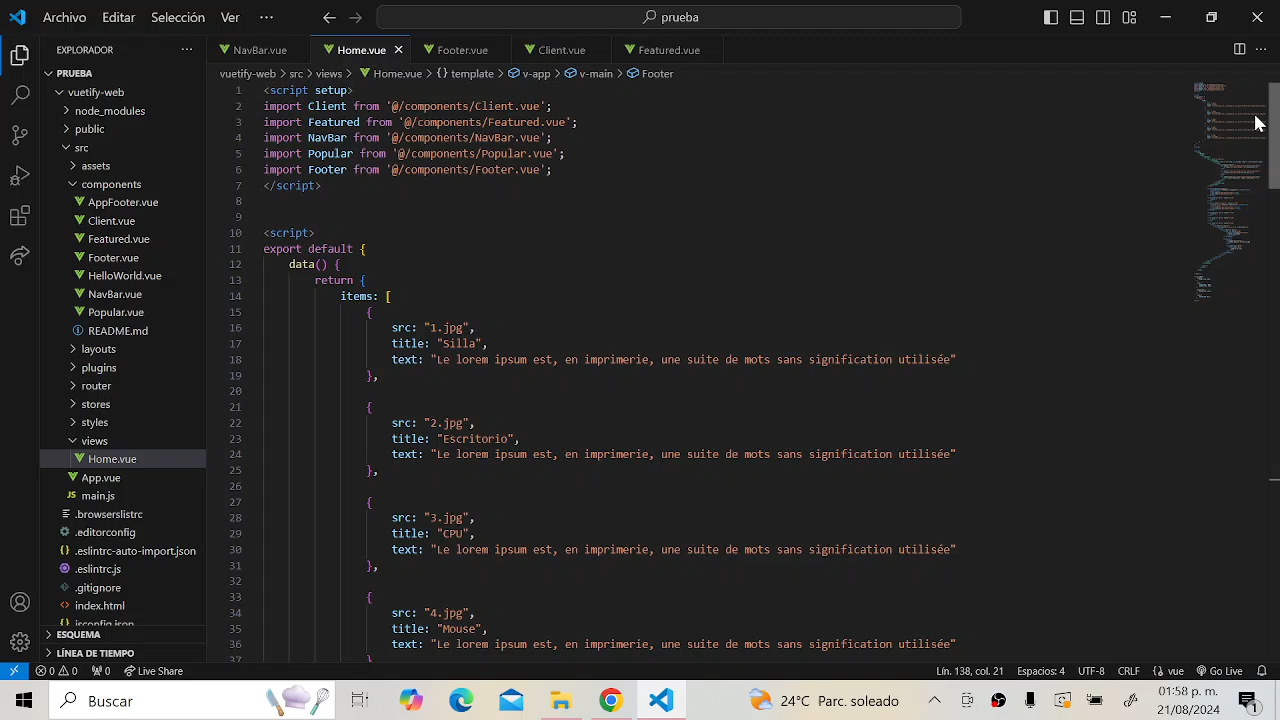 Archivo Editar Selección Ver ··· prueba
EXPLORADOR ···
NavBar.vue Home.vue Footer.vue Client.vue Featured.vue
vuetify-web > src > views > Home.vue > {} template > v-app > v-main > Footer
PRUEBA
vuetify-web
node_modules
public
src
assets
components
AppFooter.vue
Client.vue
Featured.vue
Footer.vue
HelloWorld.vue
NavBar.vue
Popular.vue
README.md
layouts
plugins
router
stores
styles
views
Home.vue
App.vue
main.js
.browserslistrc
.editorconfig
.eslintrc-auto-import.json
.eslintrc.js
.gitignore
index.html
jsconfig.json
ESQUEMA
LÍNEA DE TIEMPO
1 <script setup>
2 import Client from '@/components/Client.vue';
3 import Featured from '@/components/Featured.vue';
4 import NavBar from '@/components/NavBar.vue';
5 import Popular from '@/components/Popular.vue';
6 import Footer from '@/components/Footer.vue';
7 </script>
8
9
10 <script>
11 export default {
12 data() {
13 return {
14 items: [
15 {
16 src: "1.jpg",
17 title: "Silla",
18 text: "Le lorem ipsum est, en imprimerie, une suite de mots sans signification utilisée"
19 },
20
21 {
22 src: "2.jpg",
23 title: "Escritorio",
24 text: "Le lorem ipsum est, en imprimerie, une suite de mots sans signification utilisée"
25 },
26
27 {
28 src: "3.jpg",
29 title: "CPU",
30 text: "Le lorem ipsum est, en imprimerie, une suite de mots sans signification utilisée"
31 },
32
33 {
34 src: "4.jpg",
35 title: "Mouse",
36 text: "Le lorem ipsum est, en imprimerie, une suite de mots sans signification utilisée"
37 }
0 0 0 Live Share Lín. 138, col. 21 Espacios: 4 UTF-8 CRLF {} vue Go Live
Buscar 24°C Parc. soleado 01:58 p. m.
21/08/2024 1